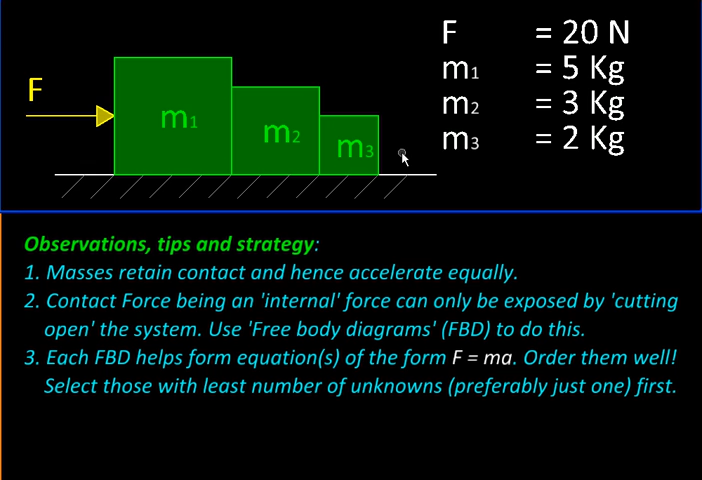 F = 20 N
m1 = 5 Kg
m2 = 3 Kg
m3 = 2 Kg
F
m1
m2
m3
Observations, tips and strategy:
1. Masses retain contact and hence accelerate equally.
2. Contact Force being an 'internal' force can only be exposed by 'cutting
open' the system. Use 'Free body diagrams' (FBD) to do this.
3. Each FBD helps form equation(s) of the form F = ma. Order them well!
Select those with least number of unknowns (preferably just one) first.